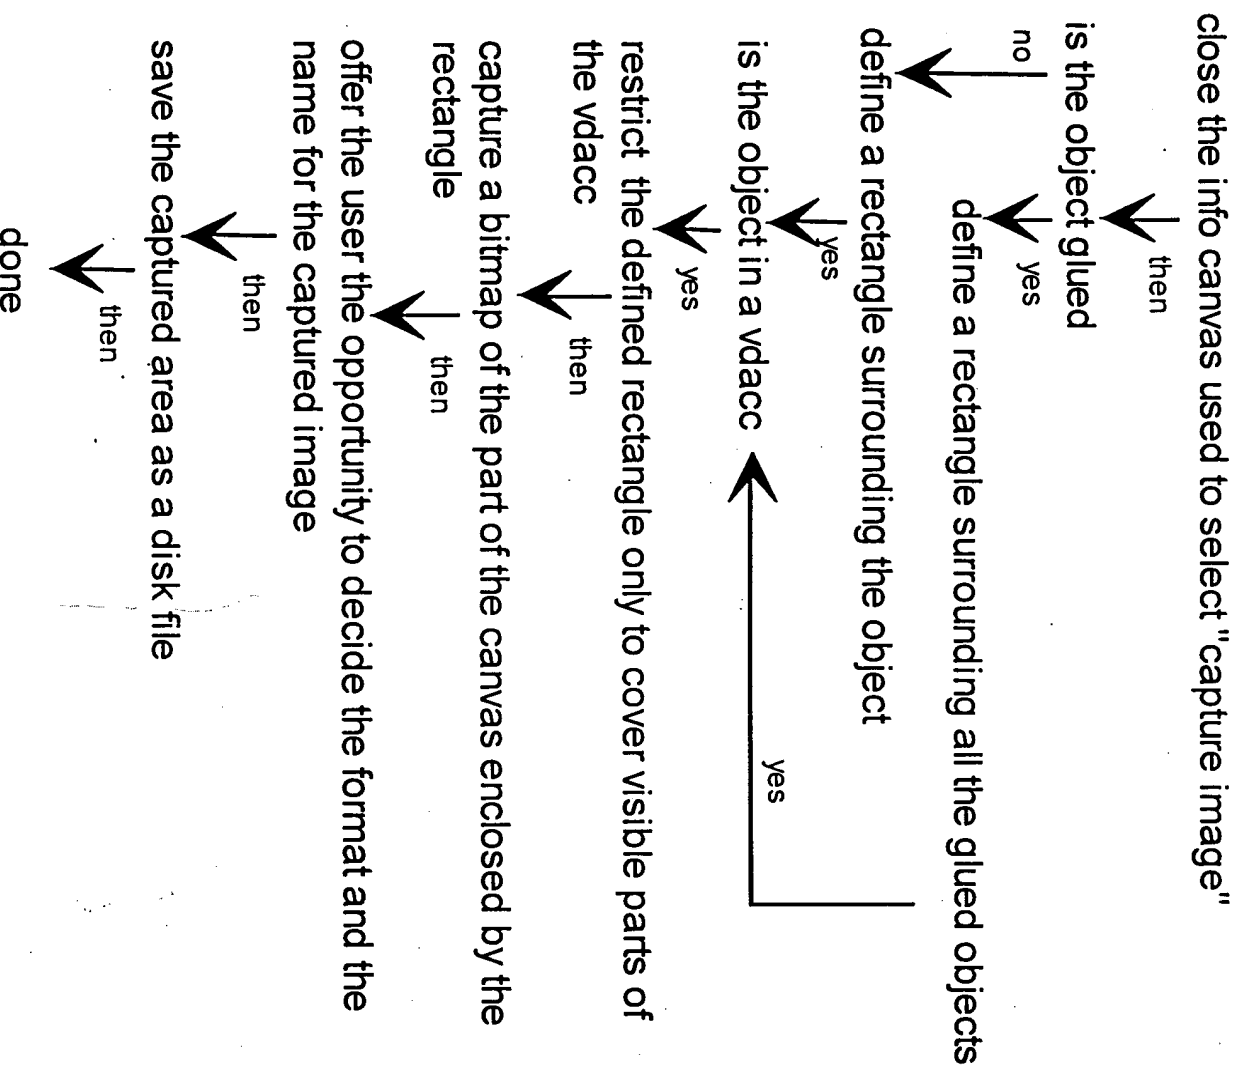 close the info canvas used to select "capture image"
then
is the object glued
no
yes
define a rectangle surrounding all the glued objects
define a rectangle surrounding the object
yes
yes
is the object in a vdacc
yes
restrict the defined rectangle only to cover visible parts of
the vdacc
then
capture a bitmap of the part of the canvas enclosed by the
rectangle
then
offer the user the opportunity to decide the format and the
name for the captured image
then
save the captured area as a disk file
then
done